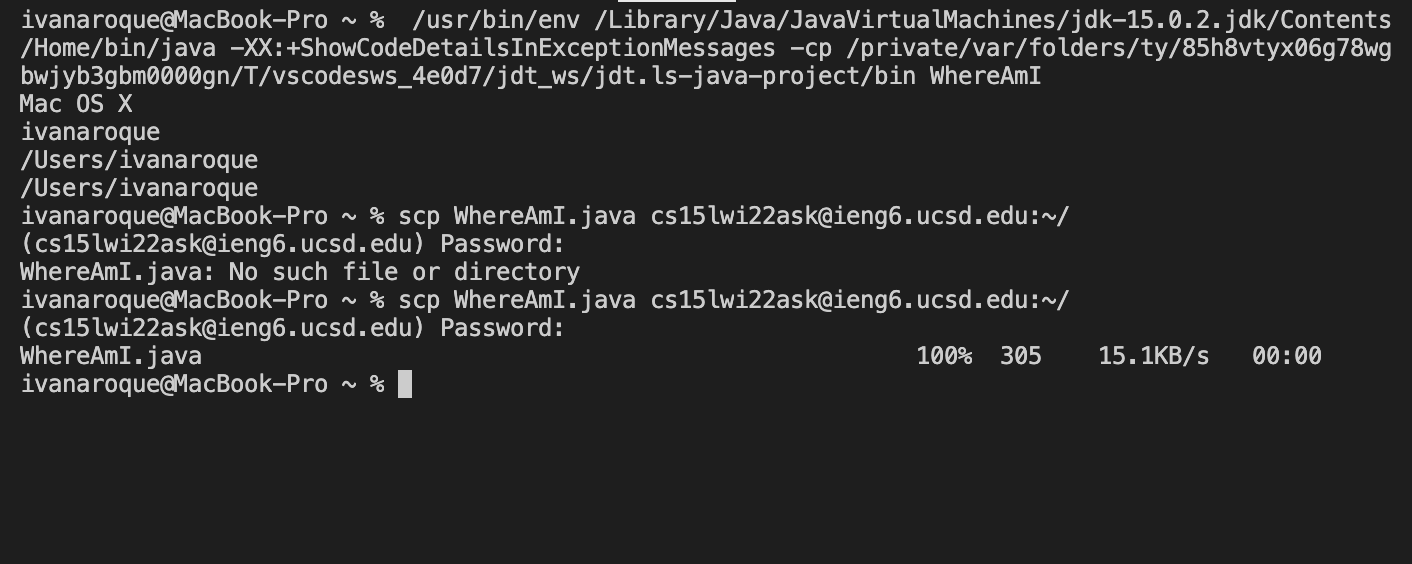 ivanaroque@MacBook-Pro ~ %  /usr/bin/env /Library/Java/JavaVirtualMachines/jdk-15.0.2.jdk/Contents
/Home/bin/java -XX:+ShowCodeDetailsInExceptionMessages -cp /private/var/folders/ty/85h8vtyx06g78wg
bwjyb3gbm0000gn/T/vscodesws_4e0d7/jdt_ws/jdt.ls-java-project/bin WhereAmI
Mac OS X
ivanaroque
/Users/ivanaroque
/Users/ivanaroque
ivanaroque@MacBook-Pro ~ % scp WhereAmI.java cs15lwi22ask@ieng6.ucsd.edu:~/
(cs15lwi22ask@ieng6.ucsd.edu) Password:
WhereAmI.java: No such file or directory
ivanaroque@MacBook-Pro ~ % scp WhereAmI.java cs15lwi22ask@ieng6.ucsd.edu:~/
(cs15lwi22ask@ieng6.ucsd.edu) Password:
WhereAmI.java 100% 305 15.1KB/s 00:00
ivanaroque@MacBook-Pro ~ %